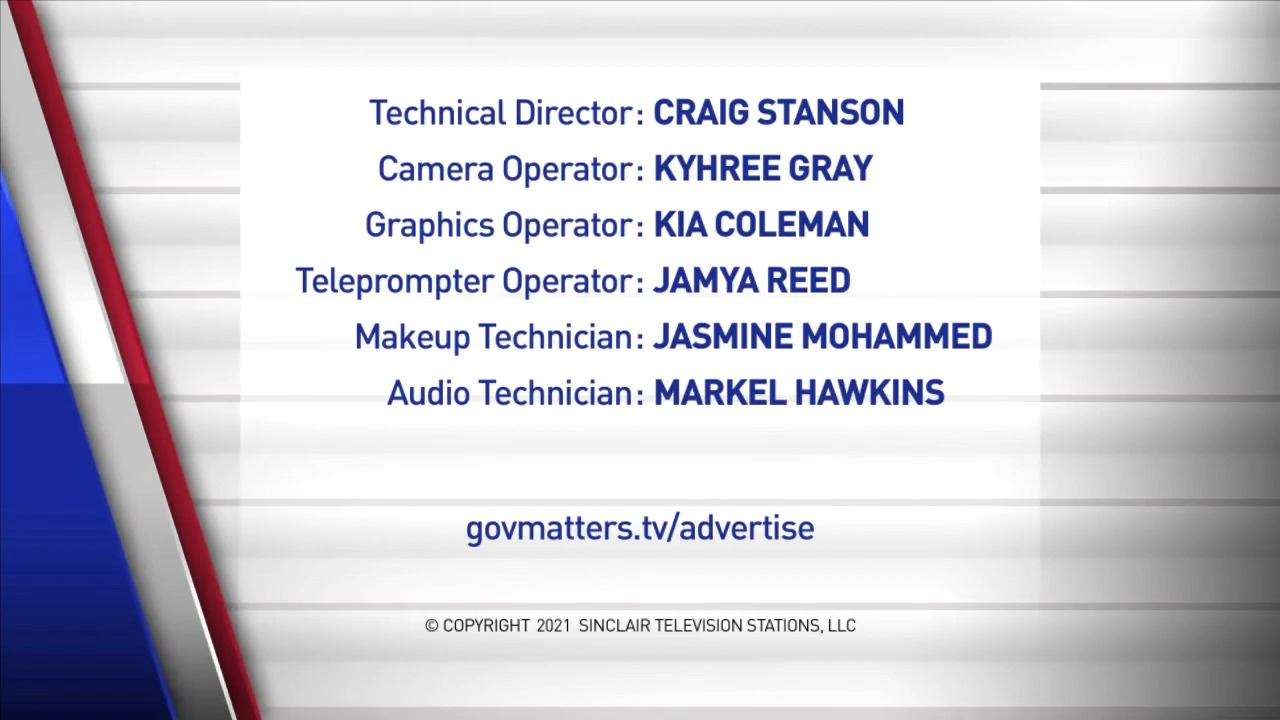 Technical Director: CRAIG STANSON
Camera Operator: KYHREE GRAY
Graphics Operator: KIA COLEMAN
Teleprompter Operator: JAMYA REED
Makeup Technician: JASMINE MOHAMMED
Audio Technician: MARKEL HAWKINS
govmatters.tv/advertise
© COPYRIGHT 2021 SINCLAIR TELEVISION STATIONS, LLC